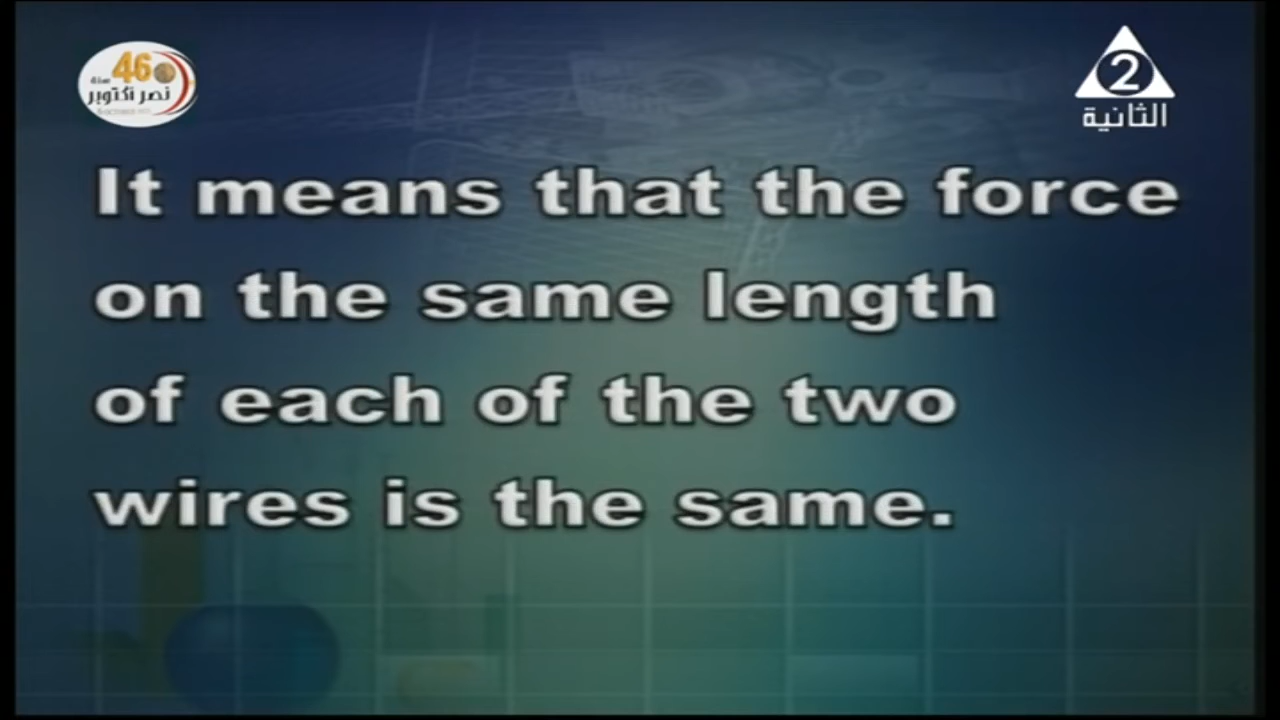 46
سنة
نصر أكتوبر
2
الثانية
It means that the force
on the same length
of each of the two
wires is the same.